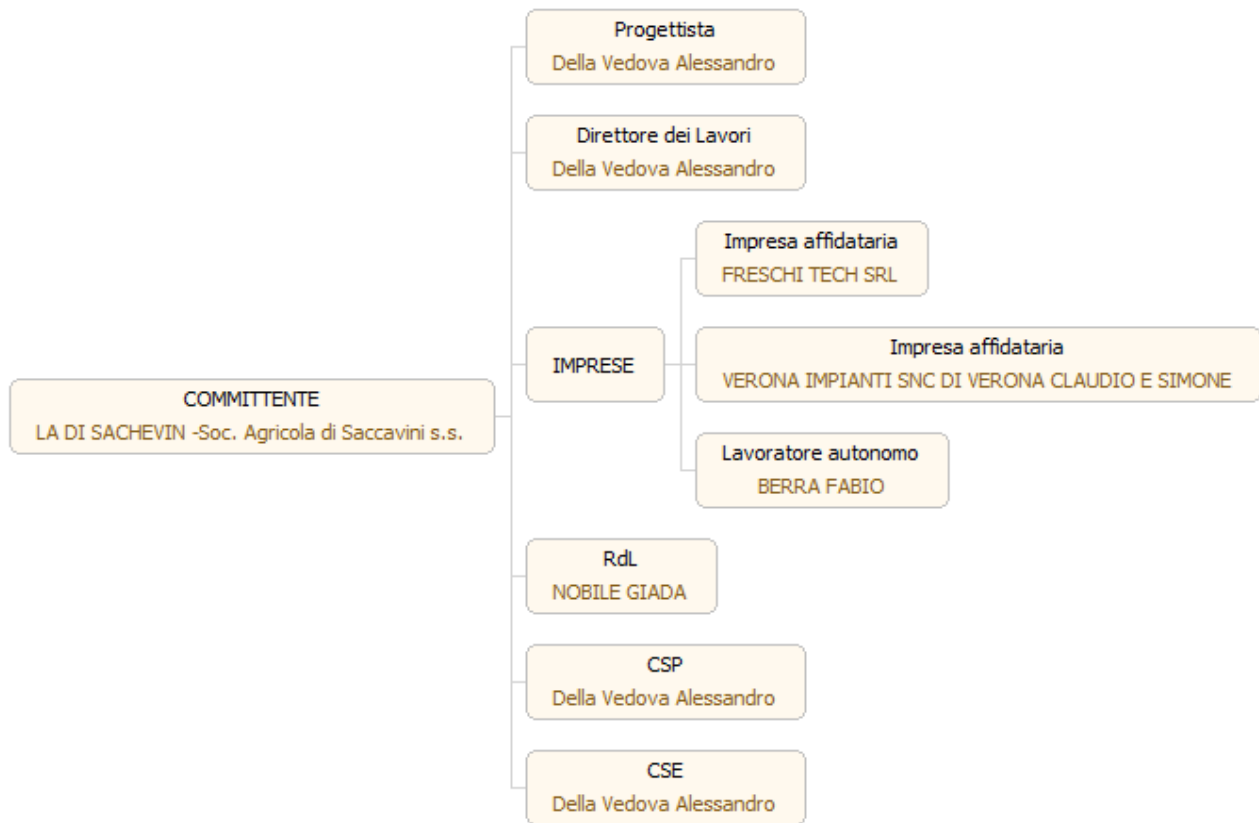 Progettista
Della Vedova Alessandro
Direttore dei Lavori
Della Vedova Alessandro
Impresa affidataria
FRESCHI TECH SRL
IMPRESE
Impresa affidataria
VERONA IMPIANTI SNC DI VERONA CLAUDIO E SIMONE
COMMITTENTE
LA DI SACHEVIN -Soc. Agricola di Saccavini s.s.
Lavoratore autonomo
BERRA FABIO
RdL
NOBILE GIADA
CSP
Della Vedova Alessandro
CSE
Della Vedova Alessandro